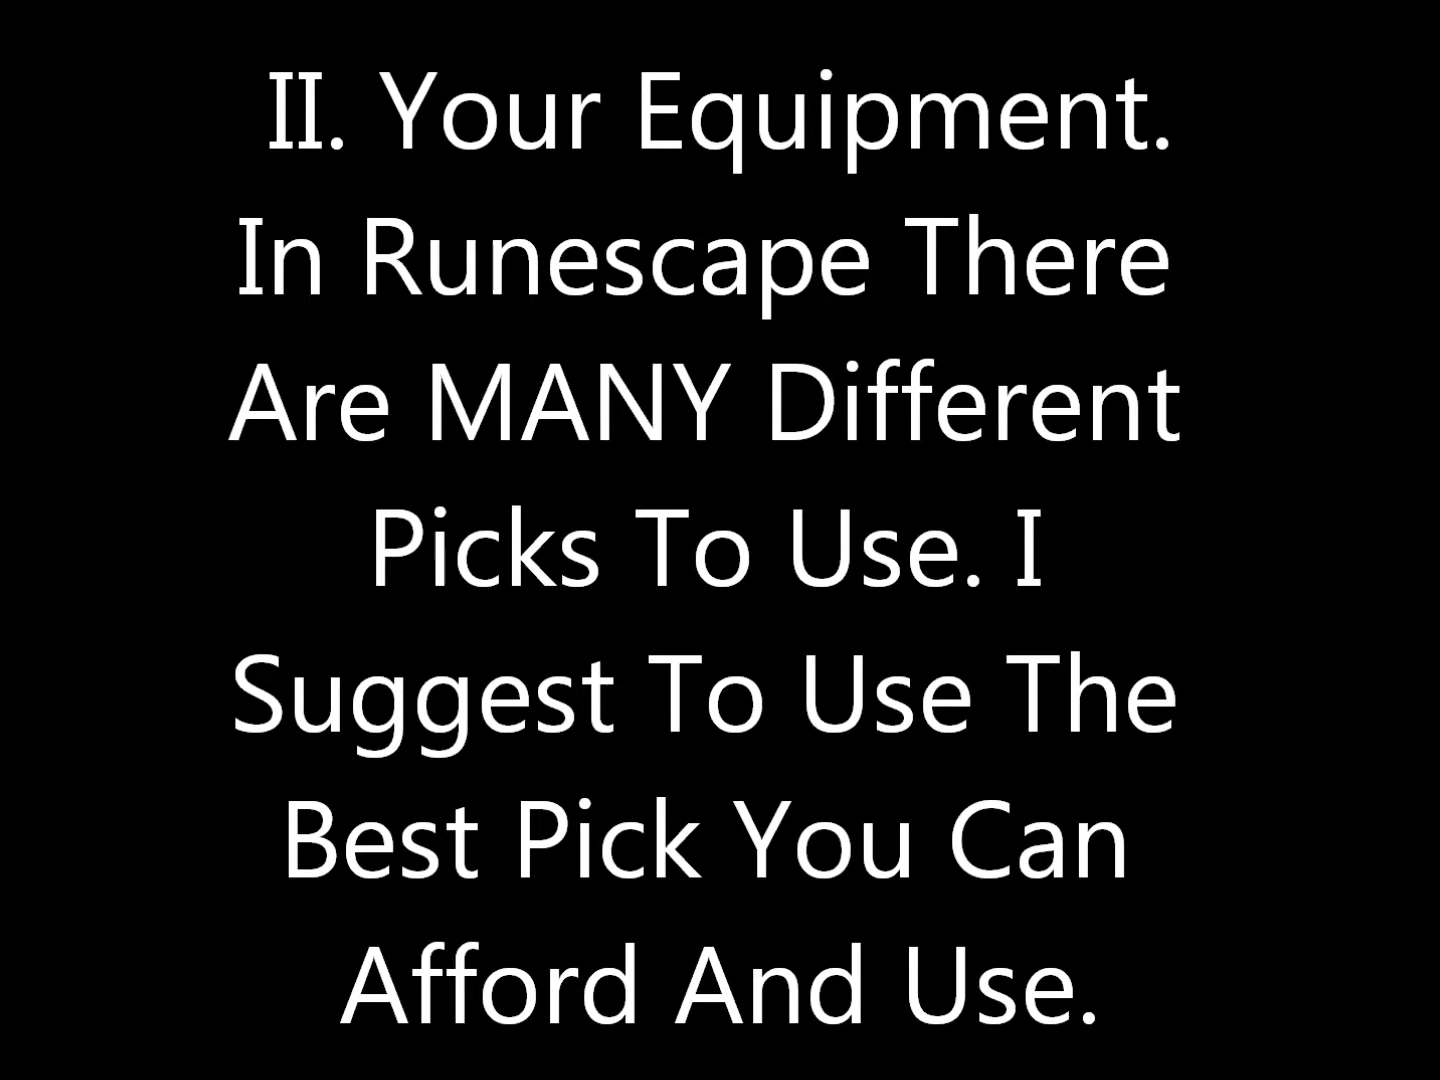 II. Your Equipment.
In Runescape There
Are MANY Different
Picks To Use. I
Suggest To Use The
Best Pick You Can
Afford And Use.